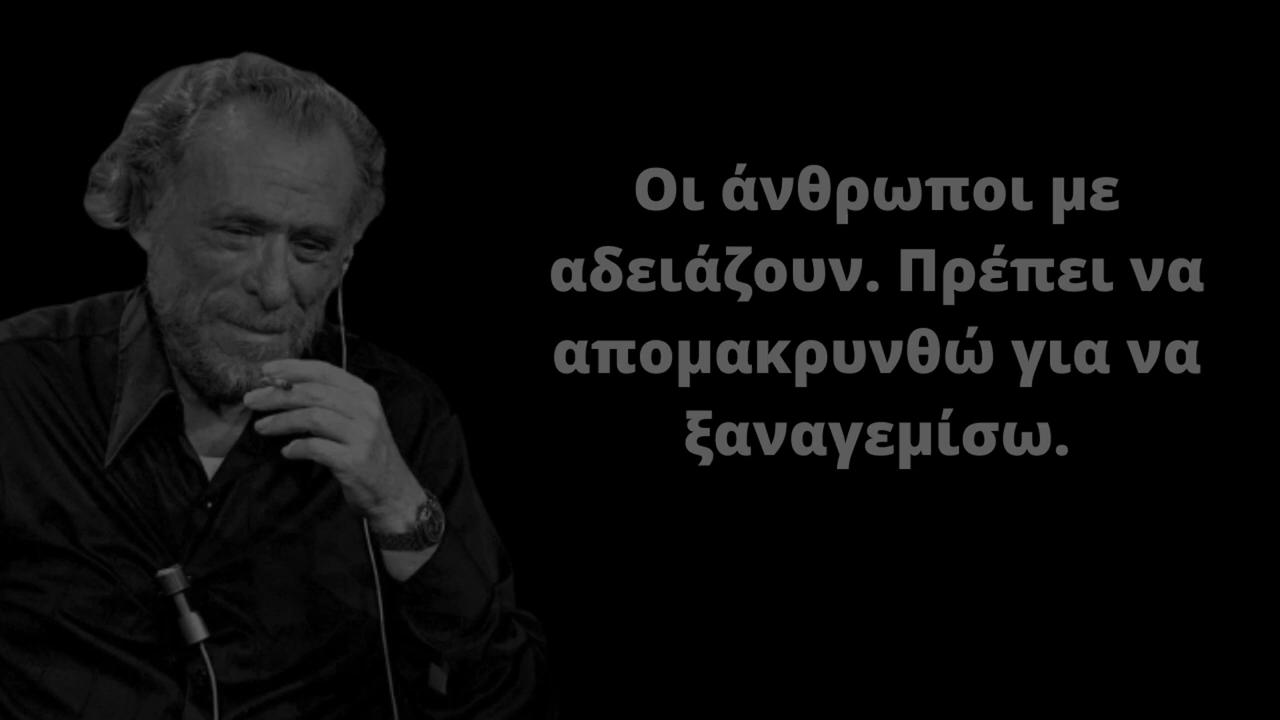 Οι άνθρωποι με
αδειάζουν. Πρέπει να
απομακρυνθώ για να
ξαναγεμίσω.